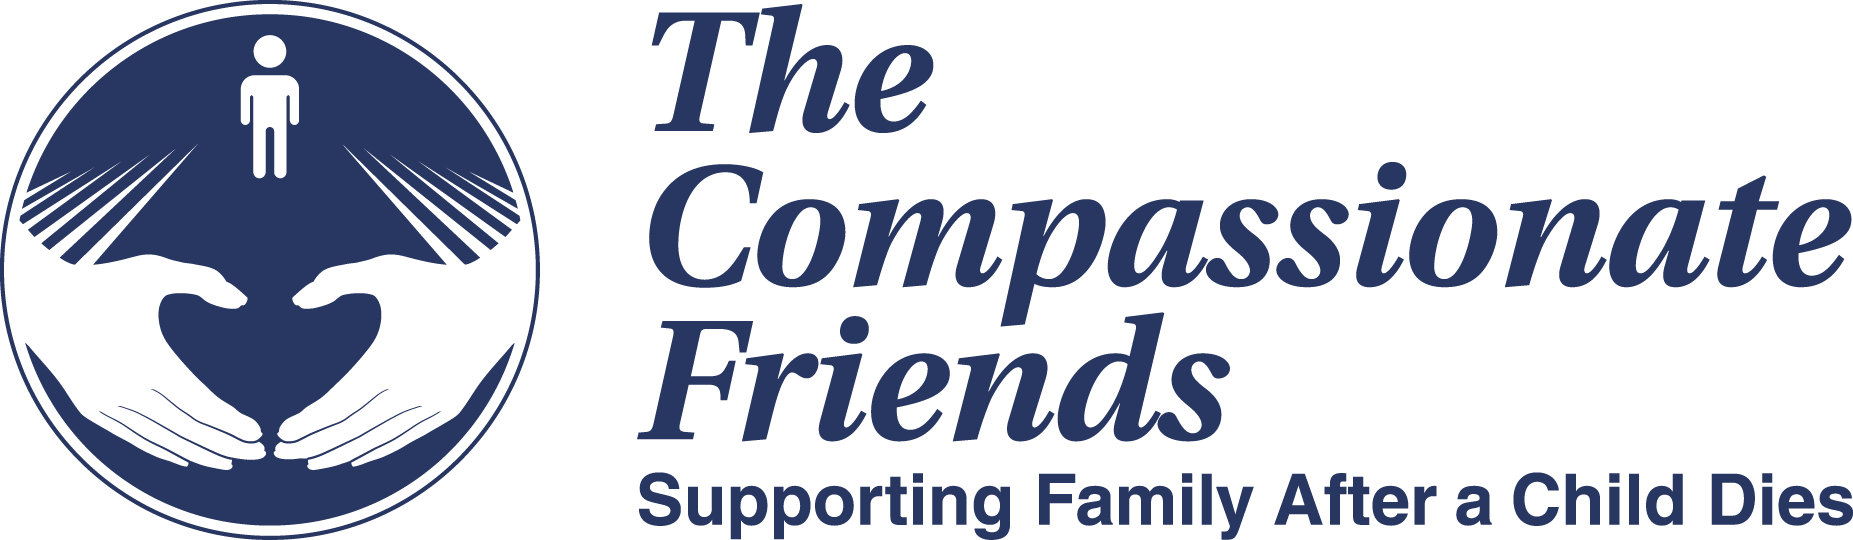 The
Compassionate
Friends
Supporting Family After a Child Dies